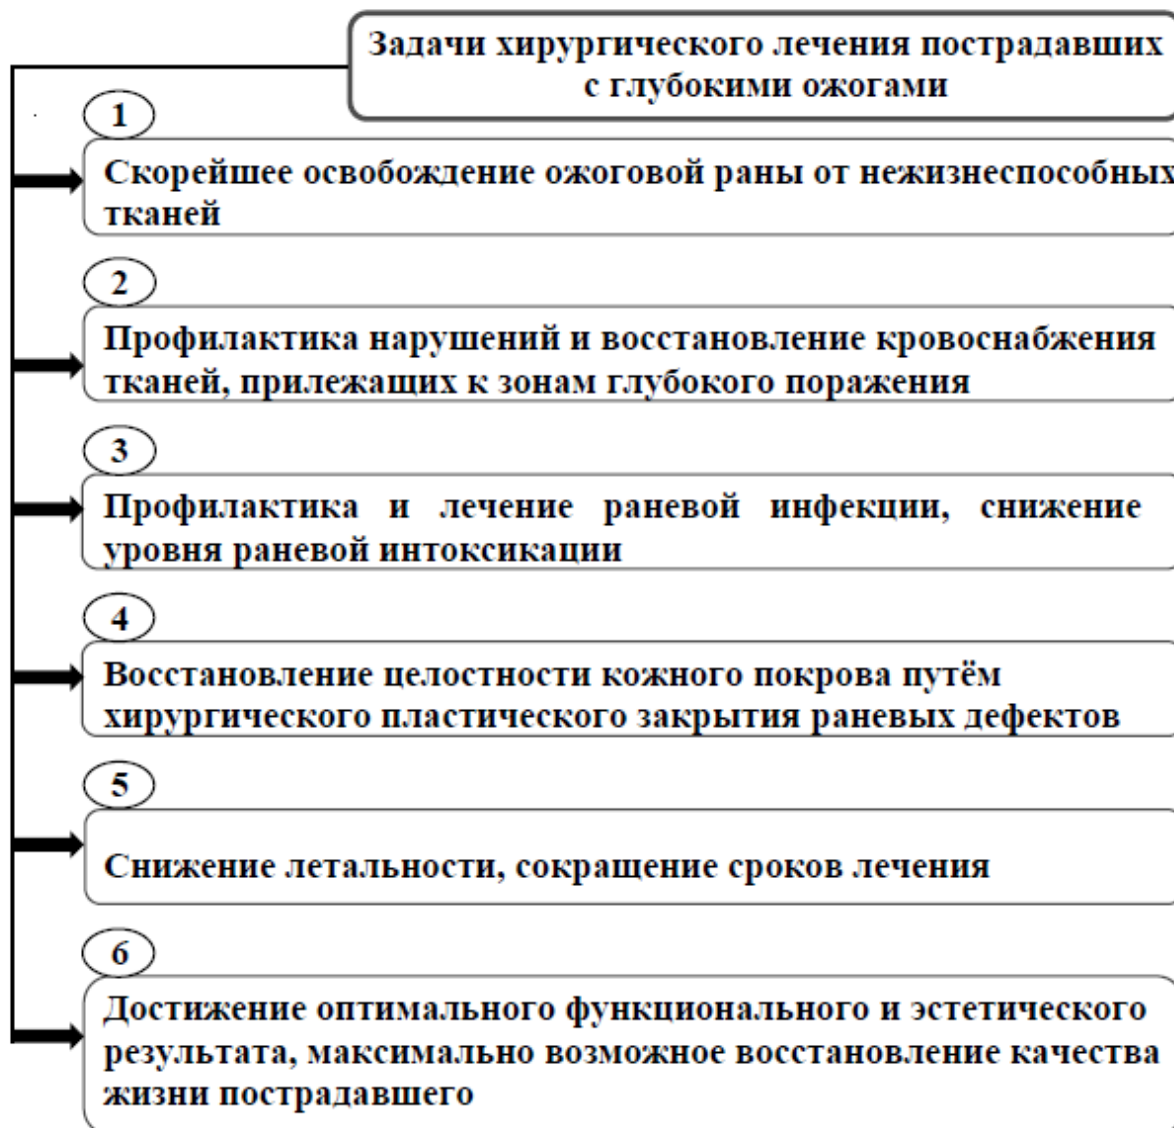 Задачи хирургического лечения пострадавших
с глубокими ожогами
1
Скорейшее освобождение ожоговой раны от нежизнеспособных
тканей
2
Профилактика нарушений и восстановление кровоснабжения
тканей, прилежащих к зонам глубокого поражения
3
Профилактика и лечение раневой инфекции, снижение
уровня раневой интоксикации
4
Восстановление целостности кожного покрова путём
хирургического пластического закрытия раневых дефектов
5
Снижение летальности, сокращение сроков лечения
6
Достижение оптимального функционального и эстетического
результата, максимально возможное восстановление качества
жизни пострадавшего